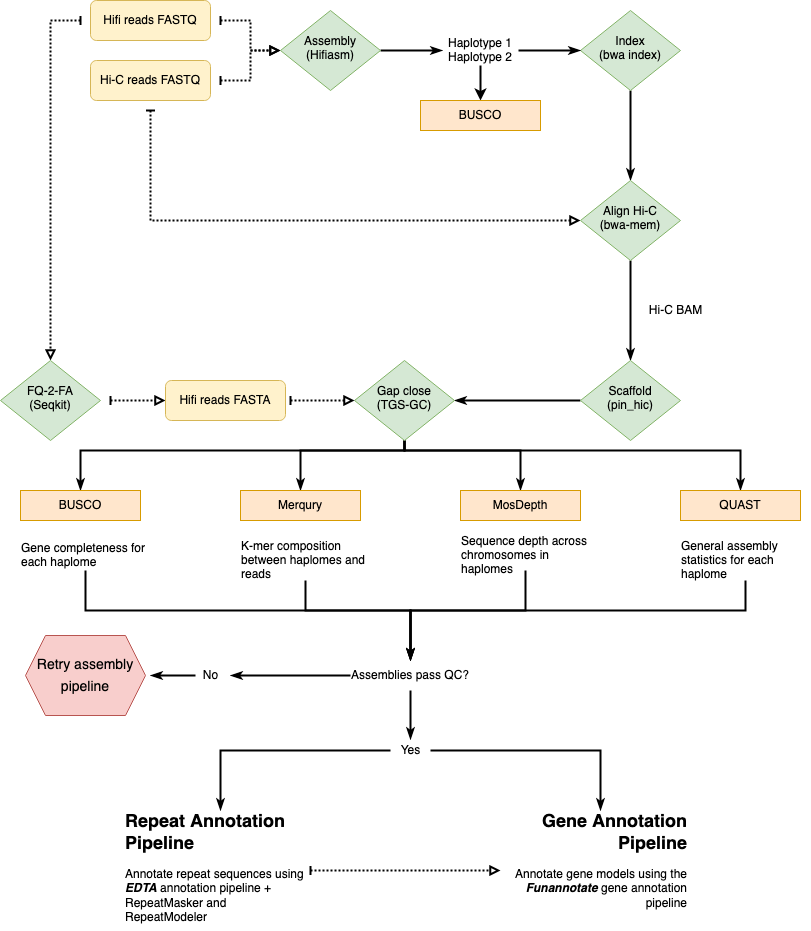 Hifi reads FASTQ
Hi-C reads FASTQ
Assembly
(Hifiasm)
Haplotype 1
Haplotype 2
Index
(bwa index)
BUSCO
Align Hi-C
(bwa-mem)
Hi-C BAM
FQ-2-FA
(Seqkit)
Hifi reads FASTA
Gap close
(TGS-GC)
Scaffold
(pin_hic)
BUSCO
Merqury
MosDepth
QUAST
Gene completeness for
each haplome
K-mer composition
between haplomes and
reads
Sequence depth across
chromosomes in
haplomes
General assembly
statistics for each
haplome
Retry assembly
pipeline
No
Assemblies pass QC?
Yes
Repeat Annotation
Pipeline
Annotate repeat sequences using
EDTA annotation pipeline +
RepeatMasker and
RepeatModeler
Gene Annotation
Pipeline
Annotate gene models using the
Funannotate gene annotation
pipeline